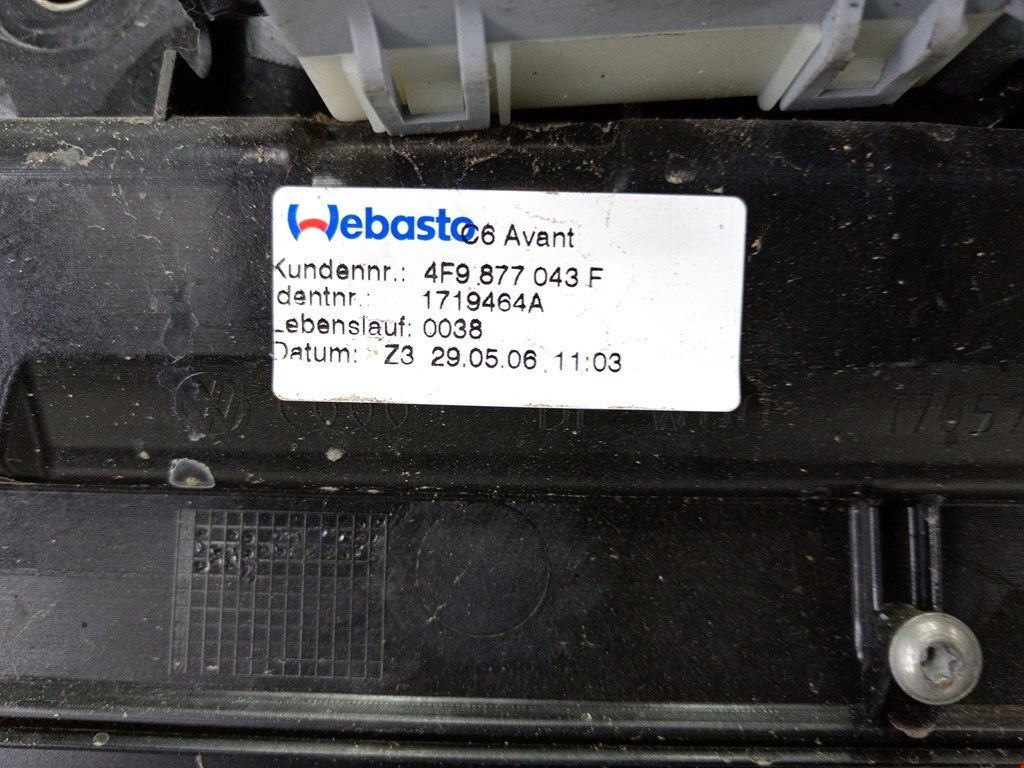 Webasto C6 Avant
Kundennr.: 4F9 877 043 F
dentnr.: 1719464A
Lebenslauf: 0038
Datum: Z3 29.05.06 11:03